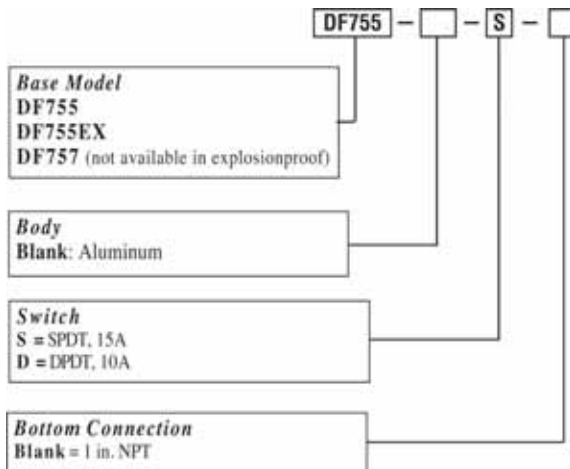 DF755 – – S –
Base Model
DF755
DF755EX
DF757 (not available in explosionproof)
Body
Blank: Aluminum
Switch
S = SPDT, 15A
D = DPDT, 10A
Bottom Connection
Blank = 1 in. NPT